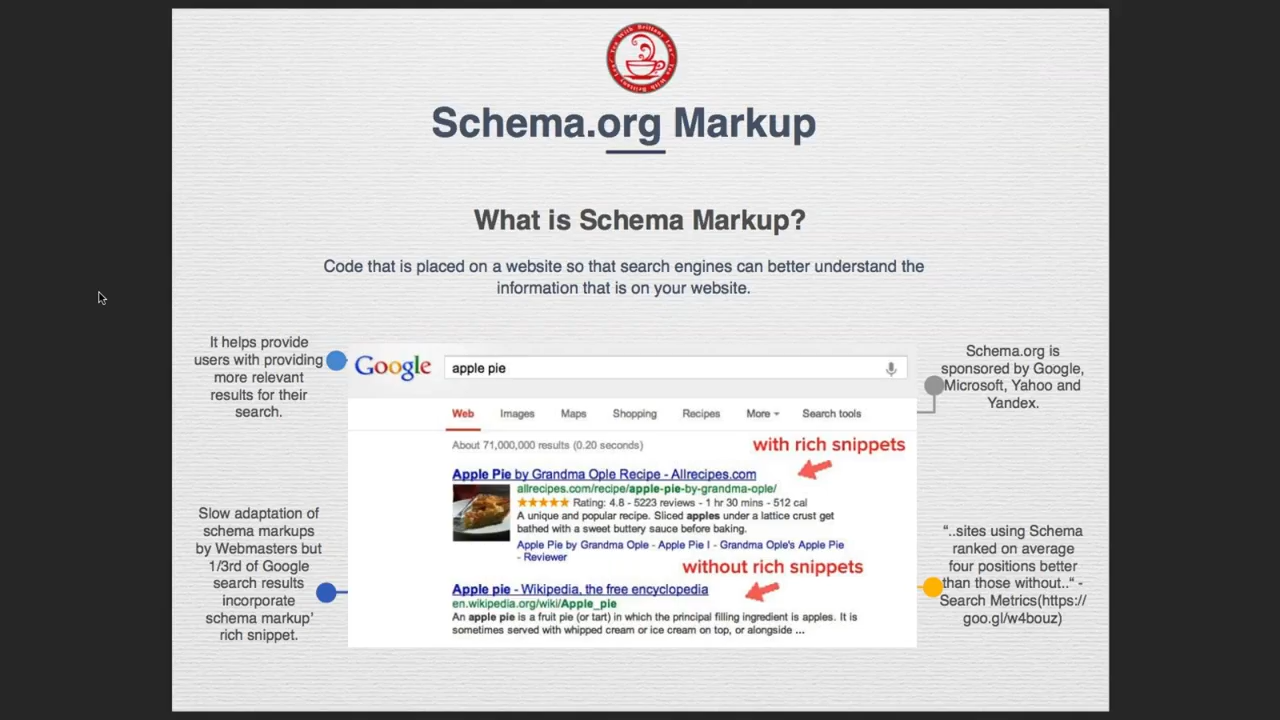 Schema.org Markup
What is Schema Markup?
Code that is placed on a website so that search engines can better understand the
information that is on your website.
It helps provide
users with providing
more relevant
results for their
search.
Slow adaptation of
schema markups
by Webmasters but
1/3rd of Google
search results
incorporate
schema markup'
rich snippet.
Google
apple pie
Web Images Maps Shopping Recipes More Search tools
About 71,000,000 results (0.20 seconds)
with rich snippets
Apple Pie by Grandma Ople Recipe - Allrecipes.com
allrecipes.com/recipe/apple-pie-by-grandma-ople/
Rating: 4.8 - 5223 reviews - 1 hr 30 mins - 512 cal
A unique and popular recipe. Sliced apples under a lattice crust get
bathed with a sweet buttery sauce before baking.
Apple Pie by Grandma Ople - Apple Pie I - Grandma Ople's Apple Pie
- Reviewer
without rich snippets
Apple pie - Wikipedia, the free encyclopedia
en.wikipedia.org/wiki/Apple_pie
An apple pie is a fruit pie (or tart) in which the principal filling ingredient is apples. It is
sometimes served with whipped cream or ice cream on top, or alongside ...
Schema.org is
sponsored by Google,
Microsoft, Yahoo and
Yandex.
"..sites using Schema
ranked on average
four positions better
than those without.." -
Search Metrics(https://
goo.gl/w4bouz)